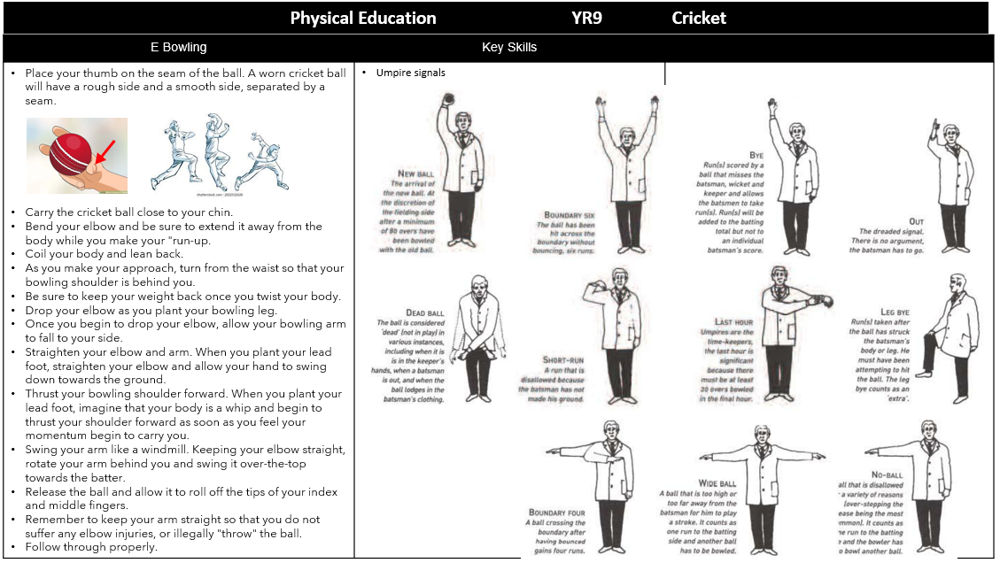 Physical Education YR9 Cricket
E Bowling
Key Skills
• Place your thumb on the seam of the ball. A worn cricket ball
will have a rough side and a smooth side, separated by a
seam.
• Carry the cricket ball close to your chin.
• Bend your elbow and be sure to extend it away from the
body while you make your "run-up.
• Coil your body and lean back.
• As you make your approach, turn from the waist so that your
bowling shoulder is behind you.
• Be sure to keep your weight back once you twist your body.
• Drop your elbow as you plant your bowling leg.
• Once you begin to drop your elbow, allow your bowling arm
to fall to your side.
• Straighten your elbow and arm. When you plant your lead
foot, straighten your elbow and allow your hand to swing
down towards the ground.
• Thrust your bowling shoulder forward. When you plant your
lead foot, imagine that your body is a whip and begin to
thrust your shoulder forward as soon as you feel your
momentum begin to carry you.
• Swing your arm like a windmill. Keeping your elbow straight,
rotate your arm behind you and swing it over-the-top
towards the batter.
• Release the ball and allow it to roll off the tips of your index
and middle fingers.
• Remember to keep your arm straight so that you do not
suffer any elbow injuries, or illegally "throw" the ball.
• Follow through properly.
• Umpire signals
NEW BALL
The arrival of
the new ball. At
the discretion of
the fielding side
after a minimum
of 80 overs have
been bowled
with the old ball.
BOUNDARY SIX
The ball has been
hit across the
boundary without
bouncing, six runs.
BYE
Run(s) scored by a
ball that misses the
batsman, wicket and
keeper and allows
the batsmen to take
run(s). Run(s) will be
added to the batting
total but not to
an individual
batsman's score.
OUT
The dreaded signal.
There is no argument,
the batsman has to go.
DEAD BALL
The ball is considered
'dead' (not in play) in
various instances,
including when it is
is in the keeper's
hands, when a batsman
is out, and when the
ball lodges in the
batsman's clothing.
SHORT-RUN
A run that is
disallowed because
the batsman has not
made his ground.
LAST HOUR
Umpires are the
time-keepers,
the last hour is
significant
because there
must be at least
20 overs bowled
in the final hour.
LEG BYE
Run(s) taken after
the ball has struck
the batsman's
body or leg. He
must have been
attempting to hit
the ball. The leg
bye counts as an
'extra'.
BOUNDARY FOUR
A ball crossing the
boundary after
having bounced
gains four runs.
WIDE BALL
A ball that is too high or
too far away from the
batsman for him to play
a stroke. It counts as
one run to the batting
side and another ball
has to be bowled.
NO-BALL
all that is disallowed
a variety of reasons
(over-stepping the
ease being the most
mmon). It counts as
ne run to the batting
e and the bowler has
o bowl another ball.